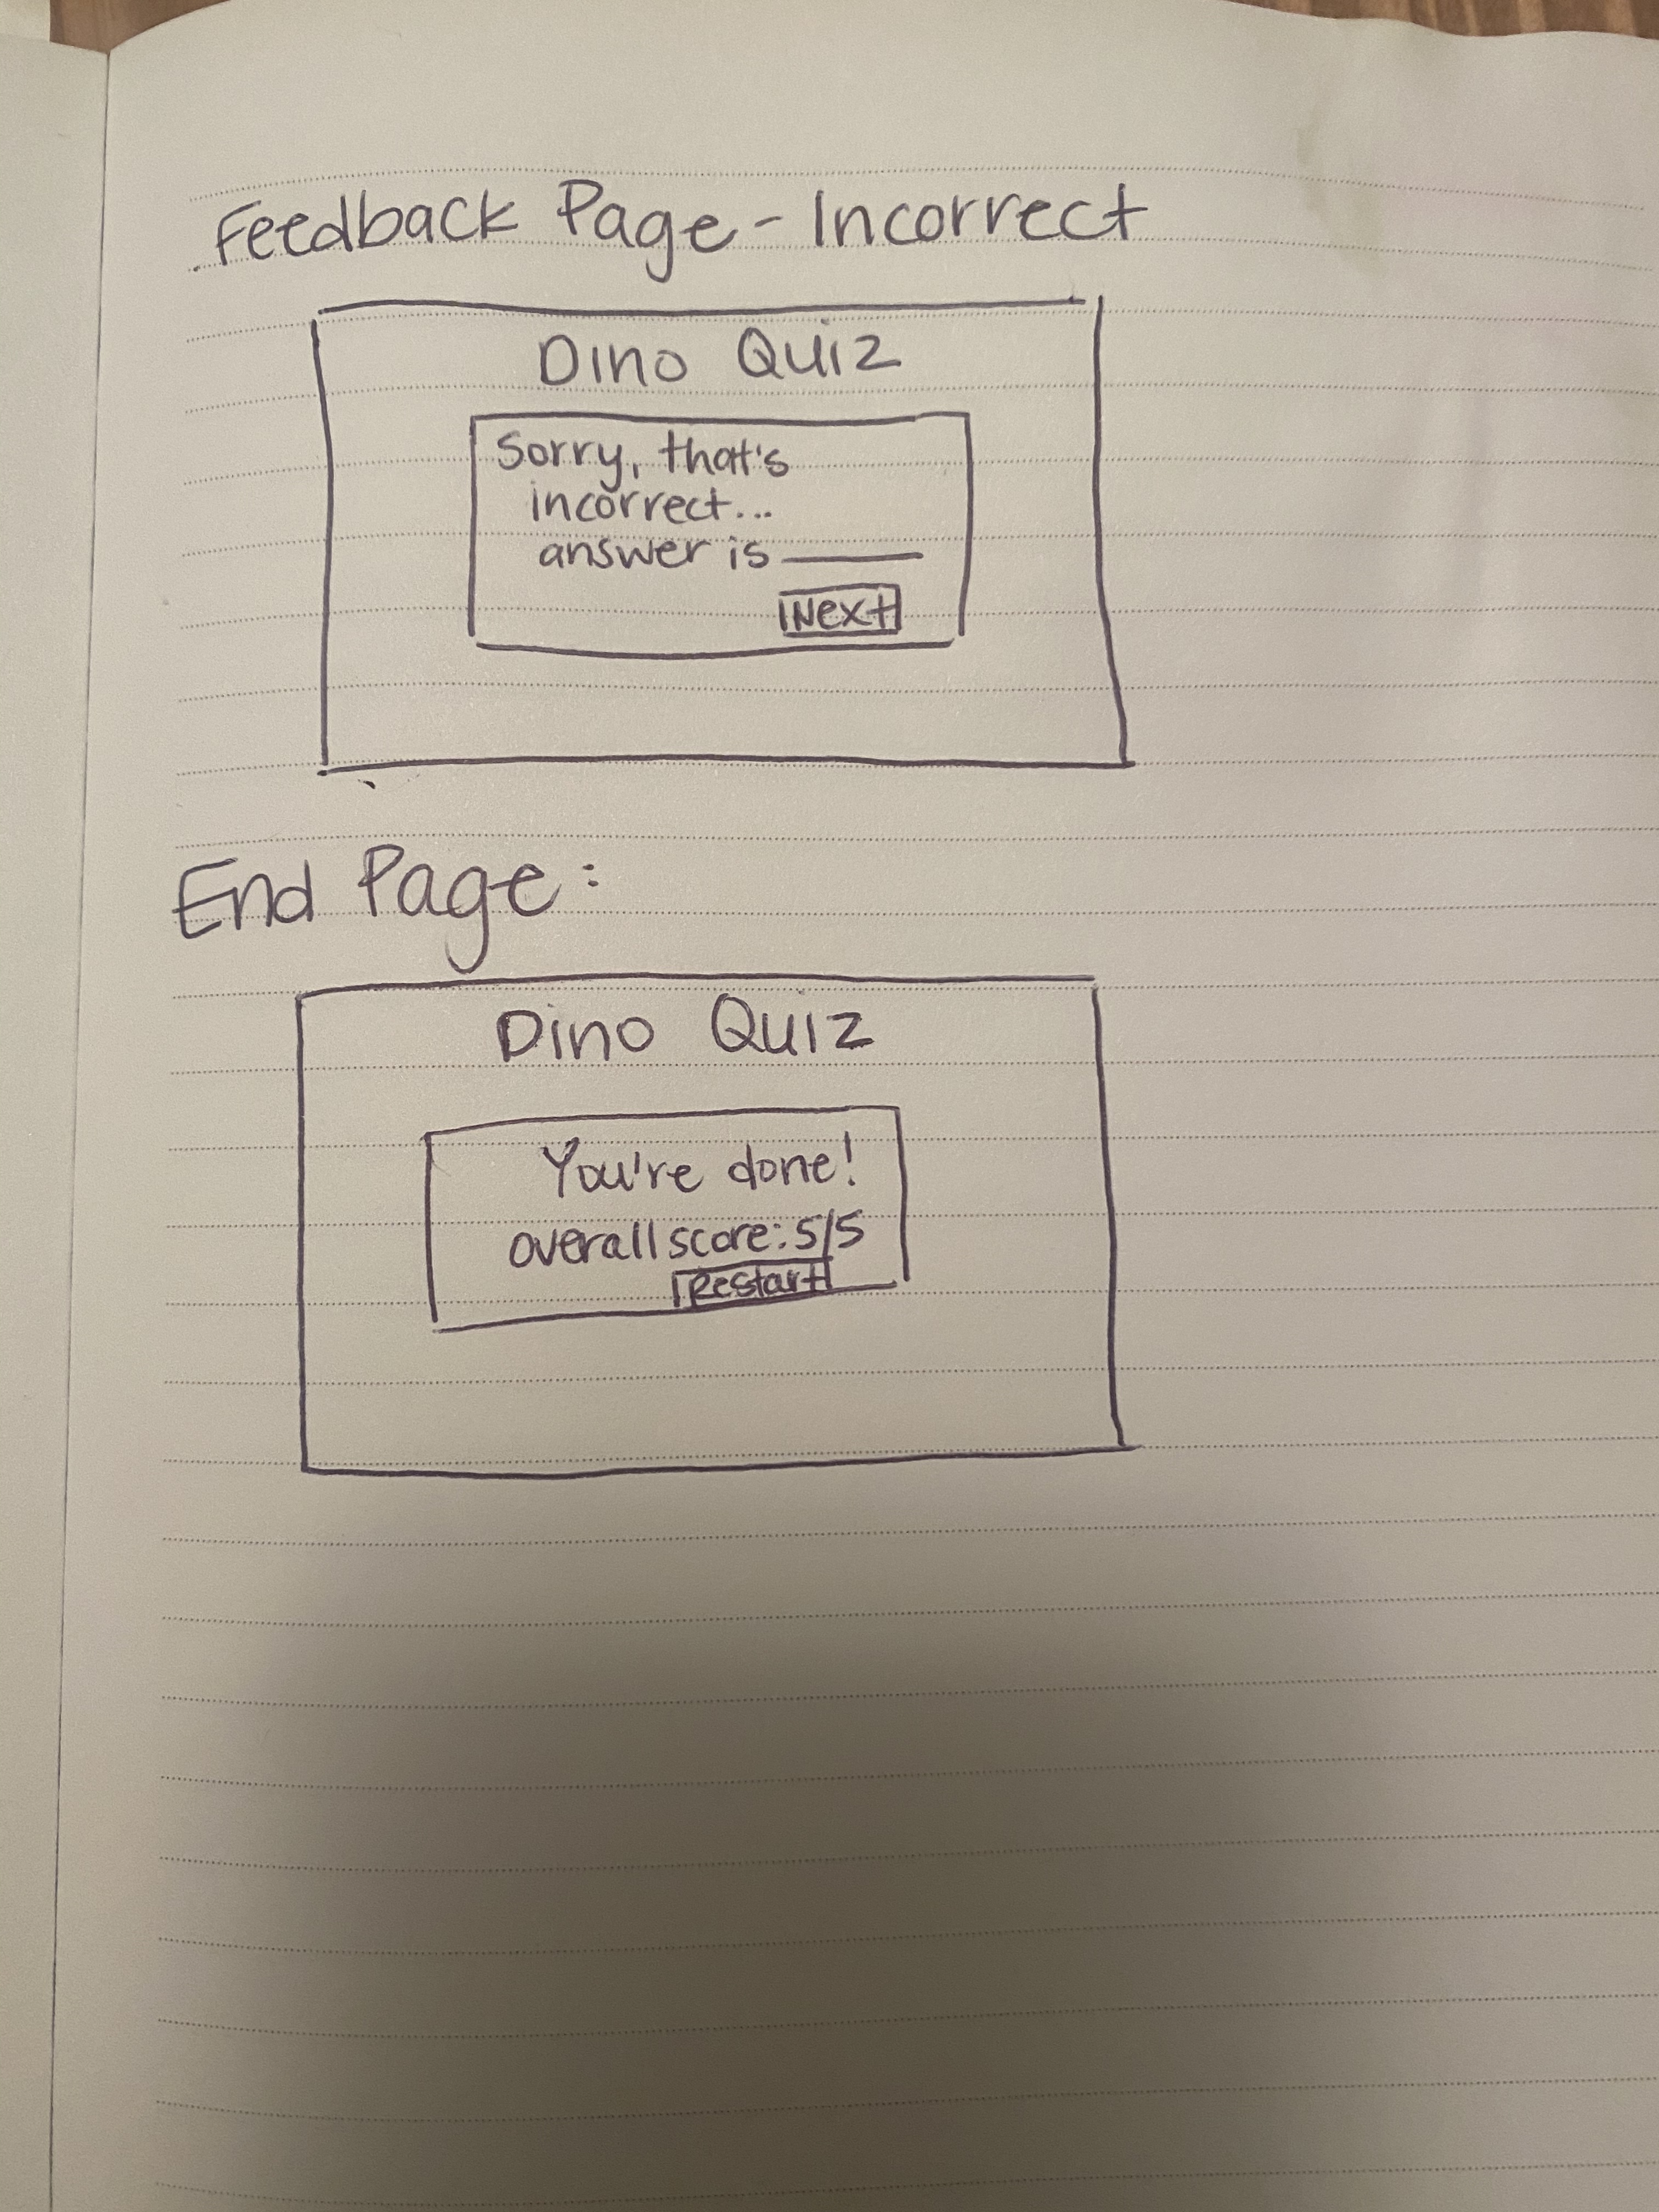 Feedback Page - Incorrect
Dino Quiz
Sorry, that's
incorrect...
answer is ______
Next
End Page:
Dino Quiz
You're done!
overall score: 5/5
Restart